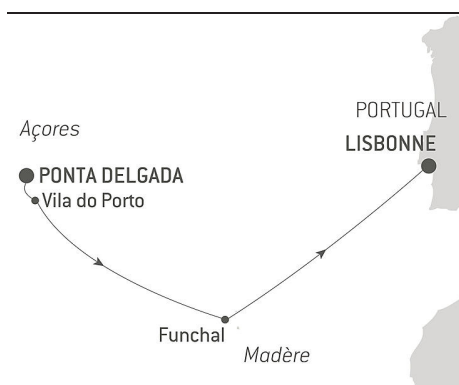 PORTUGAL
Açores
LISBONNE
PONTA DELGADA
Vila do Porto
Funchal
Madère